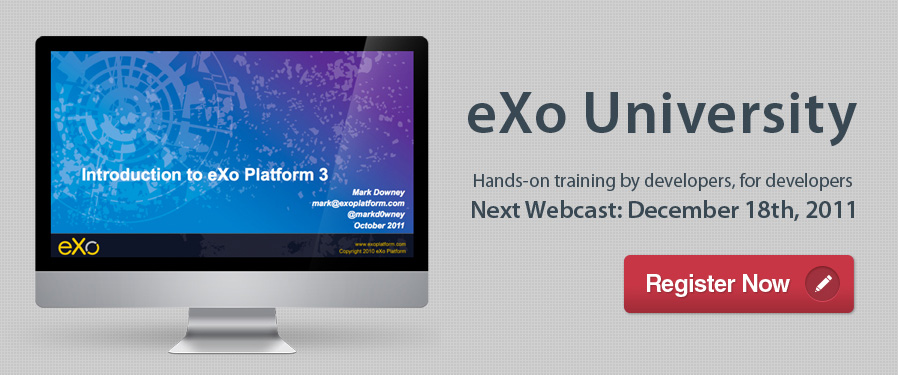 Introduction to eXo Platform 3
Mark Downey
mark@exoplatform.com
@markd0wney
October 2011
eXo
www.exoplatform.com
Copyright 2010 eXo Platform
eXo University
Hands-on training by developers, for developers
Next Webcast: December 18th, 2011
Register Now